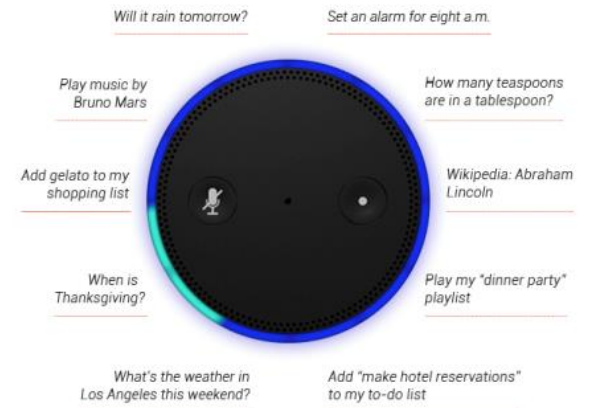 Will it rain tomorrow?
Set an alarm for eight a.m.
Play music by
Bruno Mars
How many teaspoons
are in a tablespoon?
Add gelato to my
shopping list
Wikipedia: Abraham
Lincoln
When is
Thanksgiving?
Play my "dinner party"
playlist
What's the weather in
Los Angeles this weekend?
Add "make hotel reservations"
to my to-do list